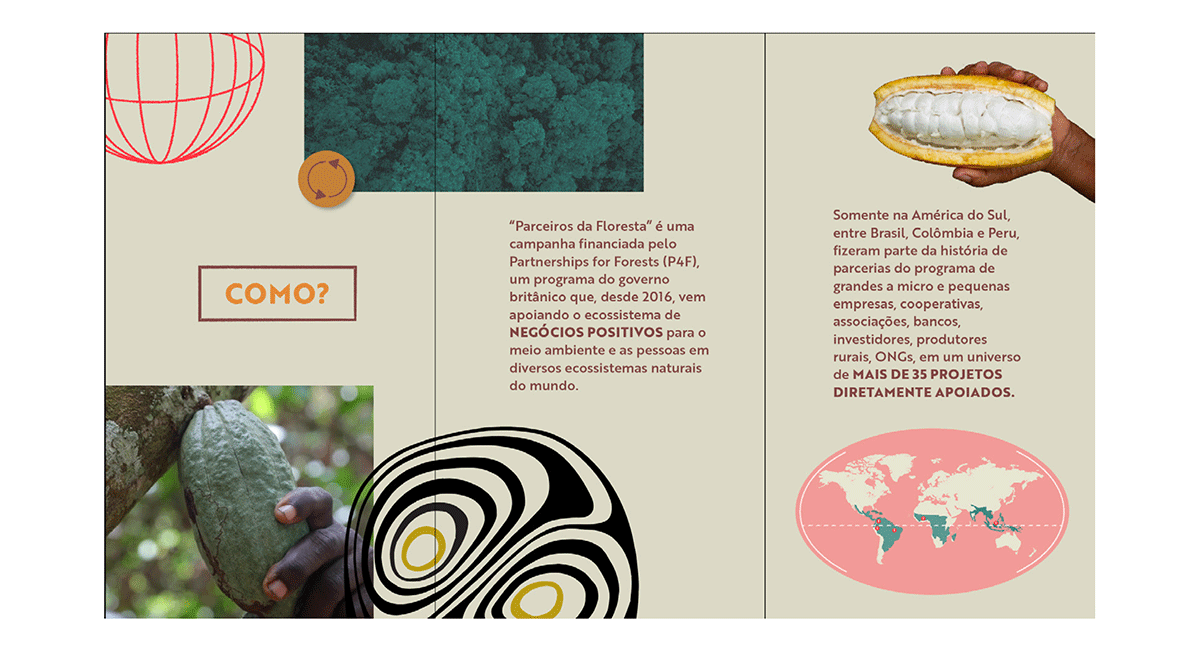 COMO?
“Parceiros da Floresta” é uma
campanha financiada pelo
Partnerships for Forests (P4F),
um programa do governo
britânico que, desde 2016, vem
apoiando o ecossistema de
NEGÓCIOS POSITIVOS para o
meio ambiente e as pessoas em
diversos ecossistemas naturais
do mundo.
Somente na América do Sul,
entre Brasil, Colômbia e Peru,
fizeram parte da história de
parcerias do programa de
grandes a micro e pequenas
empresas, cooperativas,
associações, bancos,
investidores, produtores
rurais, ONGs, em um universo
de MAIS DE 35 PROJETOS
DIRETAMENTE APOIADOS.